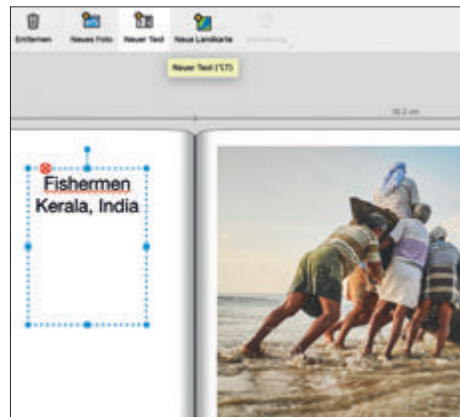 Entfernen
Neues Foto
Neuer Text
Neue Landkarte
Neuer Text (⌥T)
Fishermen
Kerala, India